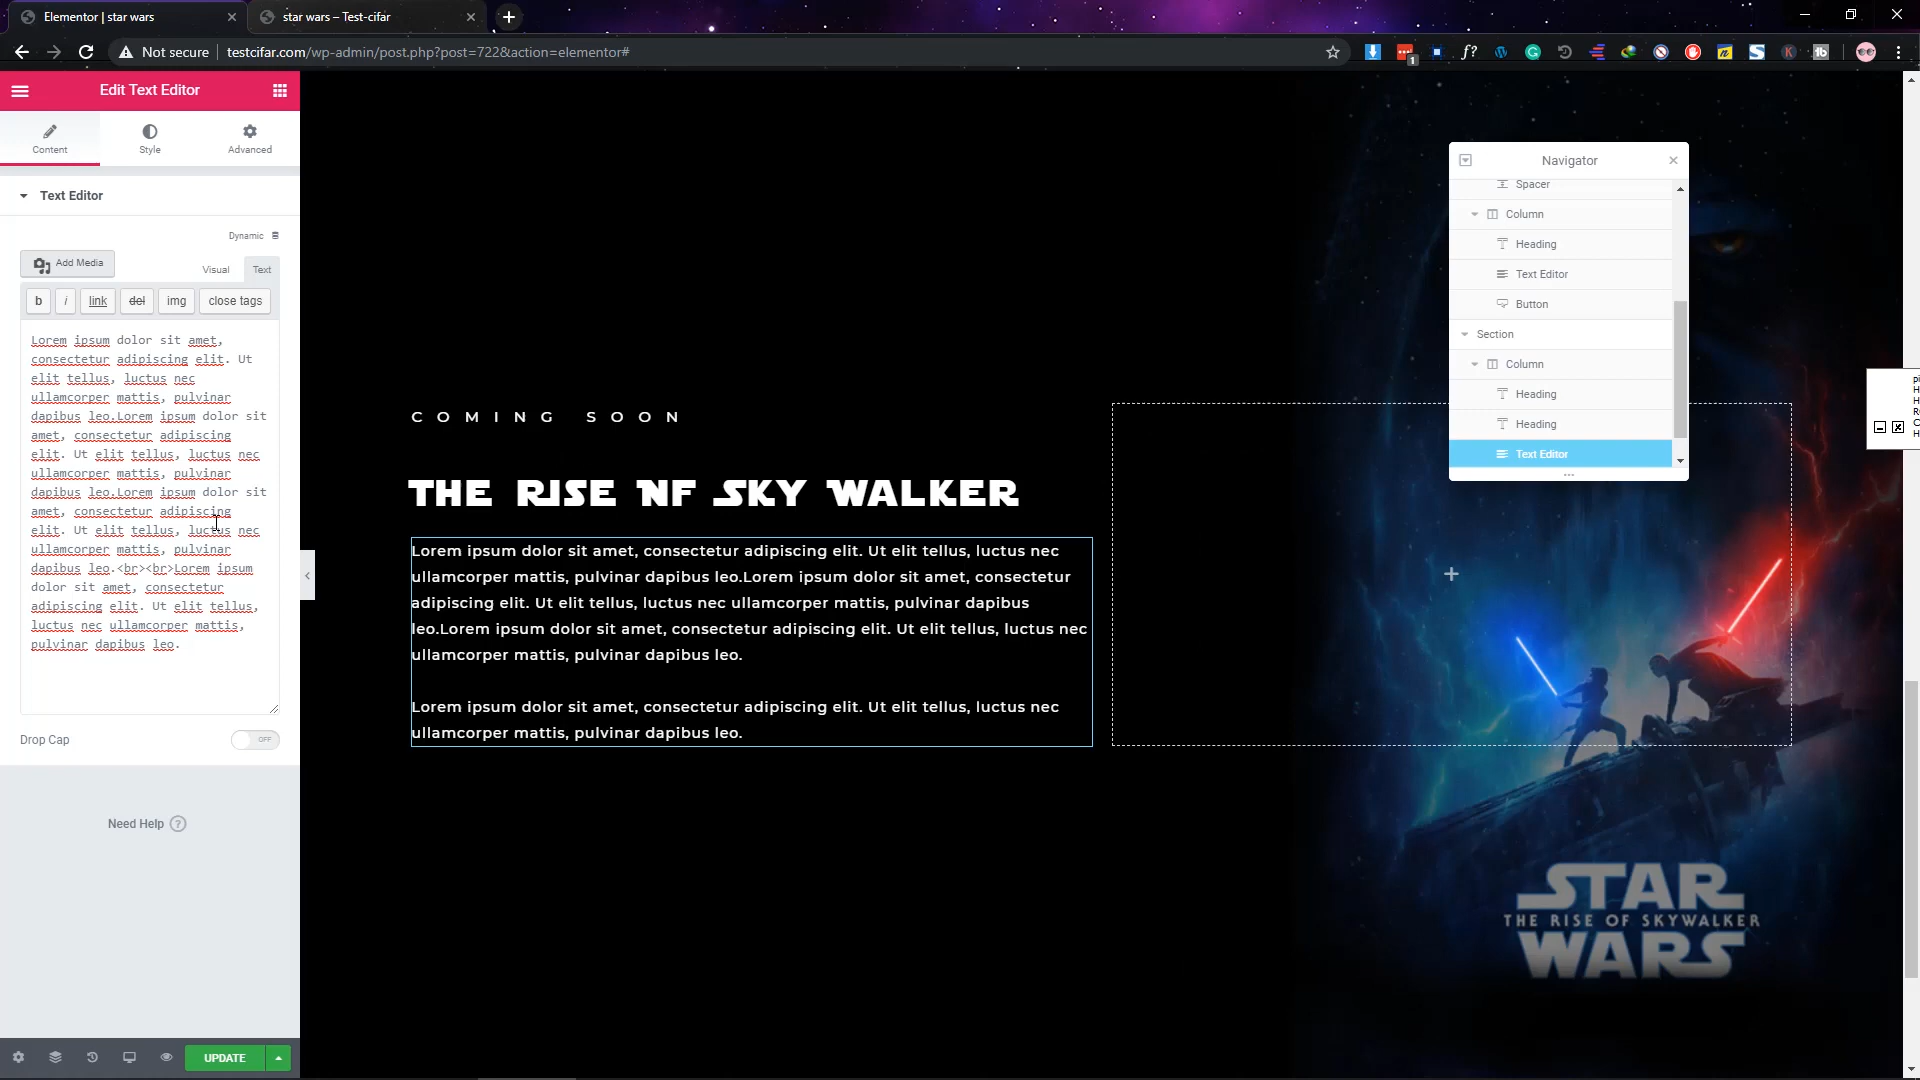 Elementor | star wars
star wars – Test-cifar
Not secure
testcifar.com/wp-admin/post.php?post=722&action=elementor#
1
Edit Text Editor
Content
Style
Advanced
Text Editor
Dynamic
Add Media
Visual
Text
b
i
link
del
img
close tags
Lorem ipsum dolor sit amet,
consectetur adipiscing elit. Ut
elit tellus, luctus nec
ullamcorper mattis, pulvinar
dapibus leo.Lorem ipsum dolor sit
amet, consectetur adipiscing
elit. Ut elit tellus, luctus nec
ullamcorper mattis, pulvinar
dapibus leo.Lorem ipsum dolor sit
amet, consectetur adipiscing
elit. Ut elit tellus, luctus nec
ullamcorper mattis, pulvinar
dapibus leo.<br><br>Lorem ipsum
dolor sit amet, consectetur
adipiscing elit. Ut elit tellus,
luctus nec ullamcorper mattis,
pulvinar dapibus leo.
Drop Cap
OFF
Need Help
?
UPDATE
COMING SOON
THE RISE NF SKY WALKER
Lorem ipsum dolor sit amet, consectetur adipiscing elit. Ut elit tellus, luctus nec
ullamcorper mattis, pulvinar dapibus leo.Lorem ipsum dolor sit amet, consectetur
adipiscing elit. Ut elit tellus, luctus nec ullamcorper mattis, pulvinar dapibus
leo.Lorem ipsum dolor sit amet, consectetur adipiscing elit. Ut elit tellus, luctus nec
ullamcorper mattis, pulvinar dapibus leo.
Lorem ipsum dolor sit amet, consectetur adipiscing elit. Ut elit tellus, luctus nec
ullamcorper mattis, pulvinar dapibus leo.
Navigator
Spacer
Column
Heading
Text Editor
Button
Section
Column
Heading
Heading
Text Editor
STAR
THE RISE OF SKYWALKER
WARS